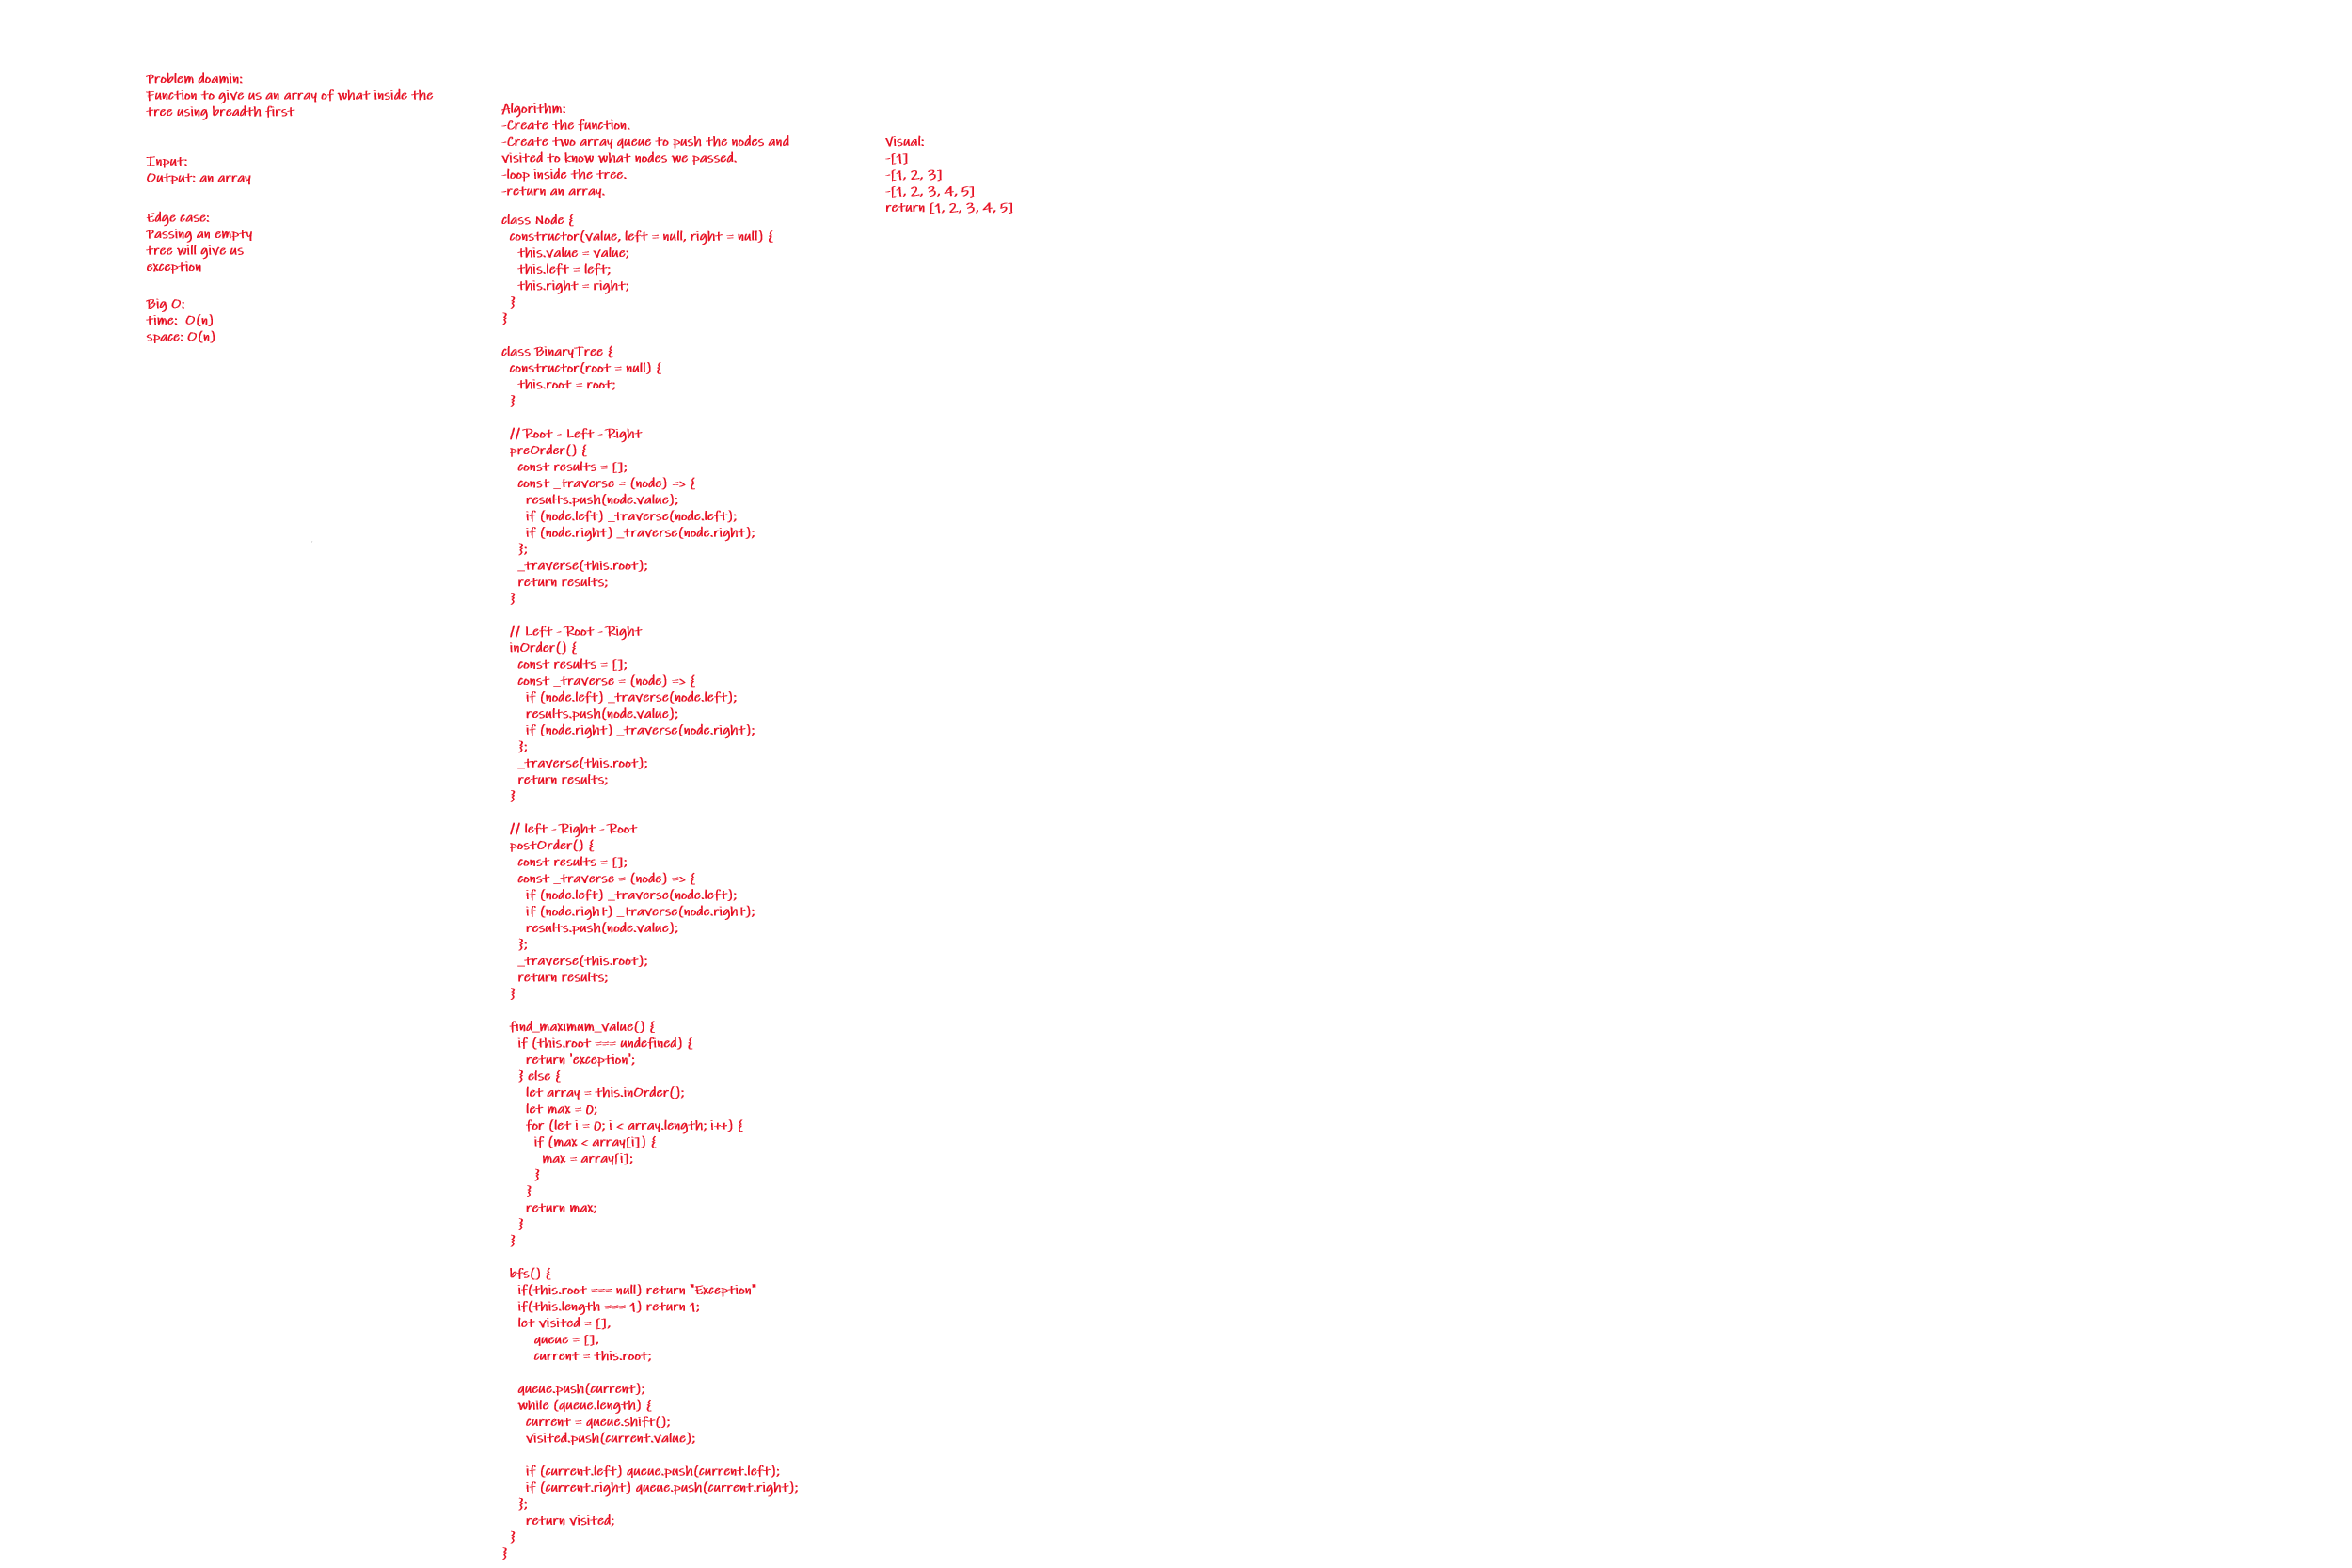 Problem doamin:
Function to give us an array of what inside the
tree using breadth first
Input:
Output: an array
Edge case:
Passing an empty
tree will give us
exception
Big O:
time:  O(n)
space: O(n)
Algorithm:
-Create the function.
-Create two array queue to push the nodes and
visited to know what nodes we passed.
-loop inside the tree.
-return an array.
class Node {
  constructor(value, left = null, right = null) {
    this.value = value;
    this.left = left;
    this.right = right;
  }
}
class BinaryTree {
  constructor(root = null) {
    this.root = root;
  }
  // Root - Left - Right
  preOrder() {
    const results = [];
    const _traverse = (node) => {
      results.push(node.value);
      if (node.left) _traverse(node.left);
      if (node.right) _traverse(node.right);
    };
    _traverse(this.root);
    return results;
  }
  // Left - Root - Right
  inOrder() {
    const results = [];
    const _traverse = (node) => {
      if (node.left) _traverse(node.left);
      results.push(node.value);
      if (node.right) _traverse(node.right);
    };
    _traverse(this.root);
    return results;
  }
  // left - Right - Root
  postOrder() {
    const results = [];
    const _traverse = (node) => {
      if (node.left) _traverse(node.left);
      if (node.right) _traverse(node.right);
      results.push(node.value);
    };
    _traverse(this.root);
    return results;
  }
  find_maximum_value() {
    if (this.root === undefined) {
      return 'exception';
    } else {
      let array = this.inOrder();
      let max = 0;
      for (let i = 0; i < array.length; i++) {
        if (max < array[i]) {
          max = array[i];
        }
      }
      return max;
    }
  }
  bfs() {
    if(this.root === null) return "Exception"
    if(this.length === 1) return 1;
    let visited = [],
        queue = [],
        current = this.root;
    queue.push(current);
    while (queue.length) {
      current = queue.shift();
      visited.push(current.value);
      if (current.left) queue.push(current.left);
      if (current.right) queue.push(current.right);
    };
      return visited;
  }
}
Visual:
-[1]
-[1, 2, 3]
-[1, 2, 3, 4, 5]
return [1, 2, 3, 4, 5]